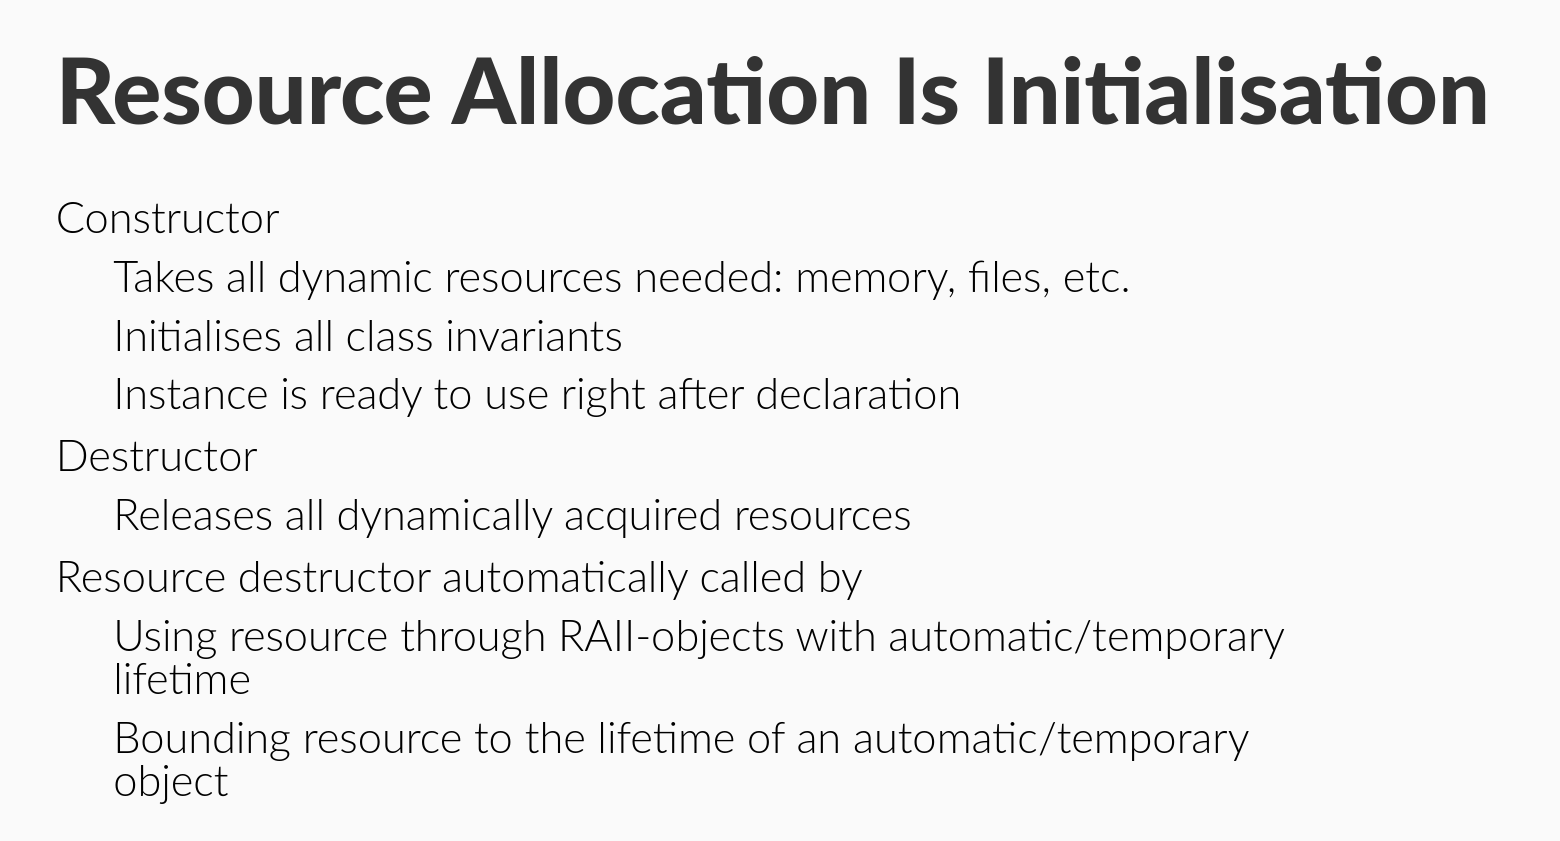 Resource Allocation Is Initialisation
Constructor
Takes all dynamic resources needed: memory, files, etc.
Initialises all class invariants
Instance is ready to use right after declaration
Destructor
Releases all dynamically acquired resources
Resource destructor automatically called by
Using resource through RAII-objects with automatic/temporary
lifetime
Bounding resource to the lifetime of an automatic/temporary
object